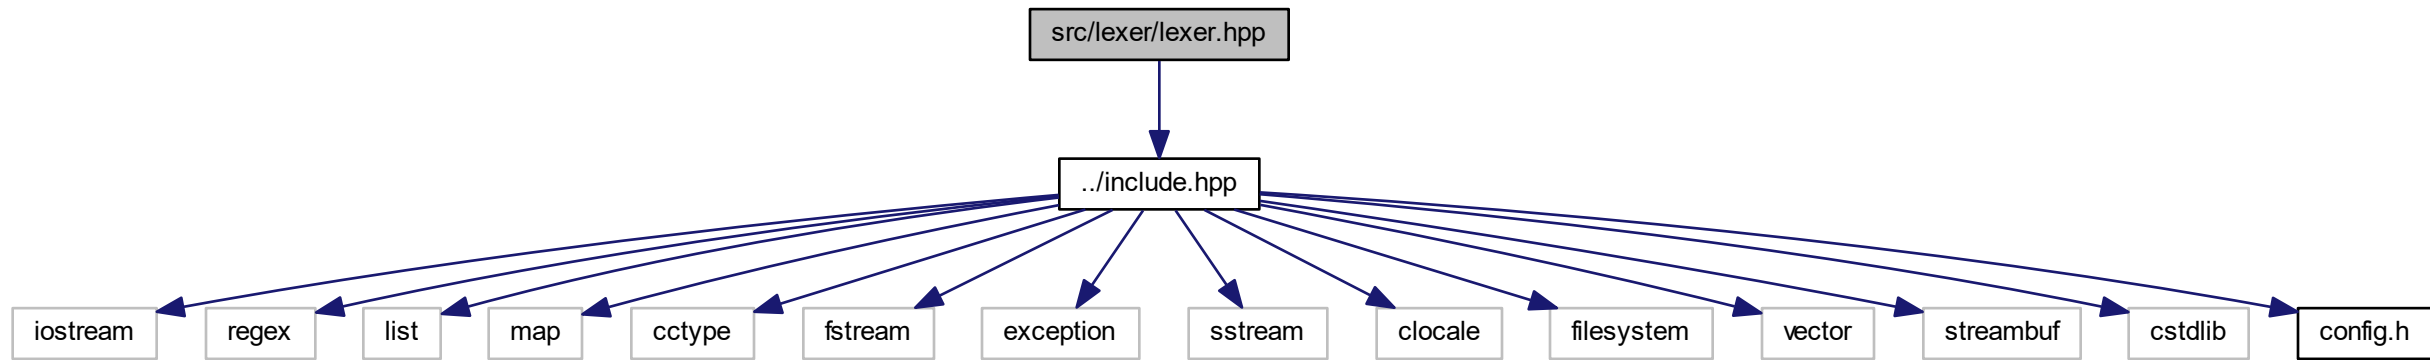 src/lexer/lexer.hpp
../include.hpp
iostream
regex
list
map
cctype
fstream
exception
sstream
clocale
filesystem
vector
streambuf
cstdlib
config.h